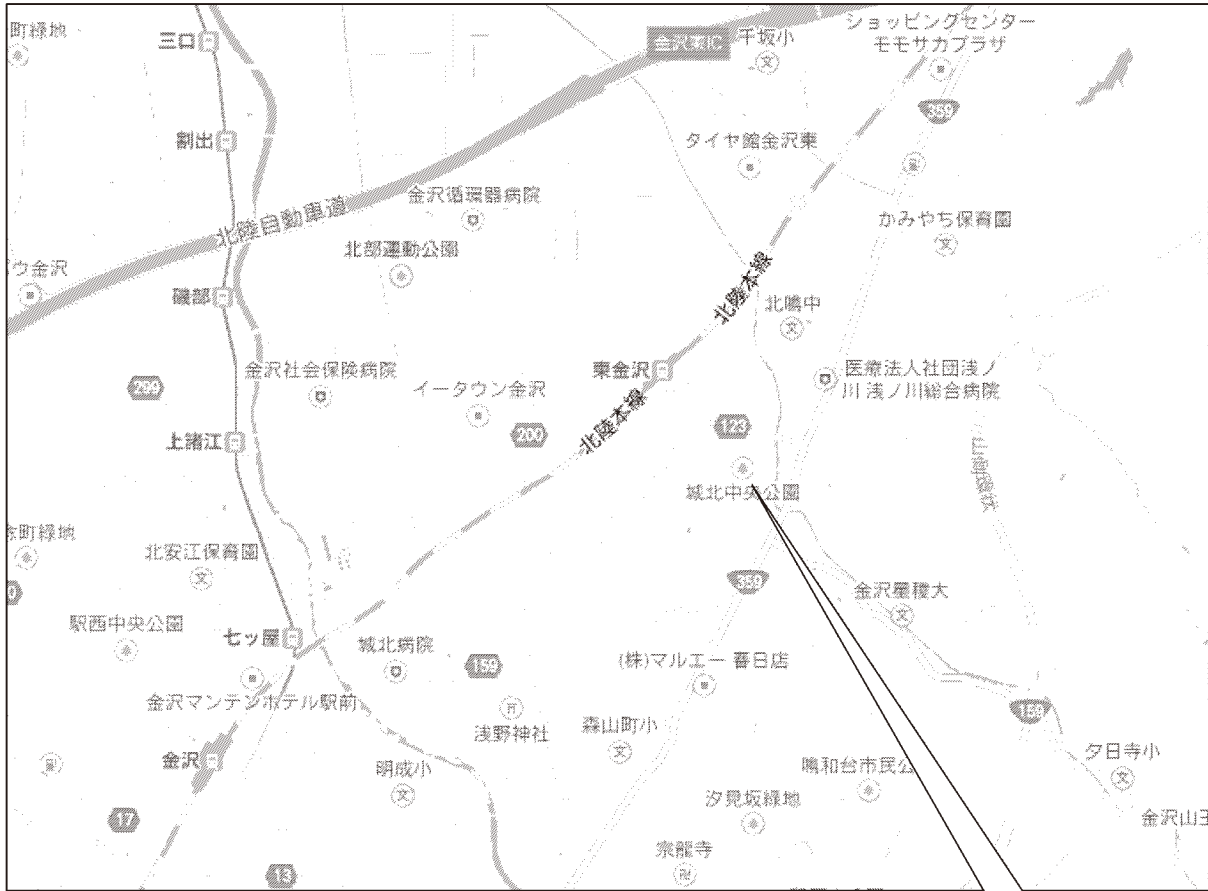 町緑地
三口
金沢東IC
千坂小
ショッピングセンター
モモサカプラザ
359
割出
タイヤ館金沢東
金沢循環器病院
北陸自動車道
北部運動公園
かみやち保育園
ウ金沢
磯部
北陸本線
北鳴中
299
金沢社会保険病院
イータウン金沢
東金沢
医療法人社団浅ノ
川 浅ノ川総合病院
上諸江
200
北陸本線
123
城北中央公園
町緑地
北安江保育園
359
金沢星稜大
駅西中央公園
七ッ屋
城北病院
159
(株)マルエー 春日店
金沢マンテンホテル駅前
浅野神社
森山町小
159
金沢
明成小
鳴和台市民公
夕日寺小
汐見坂緑地
17
金沢山王
宗龍寺
13